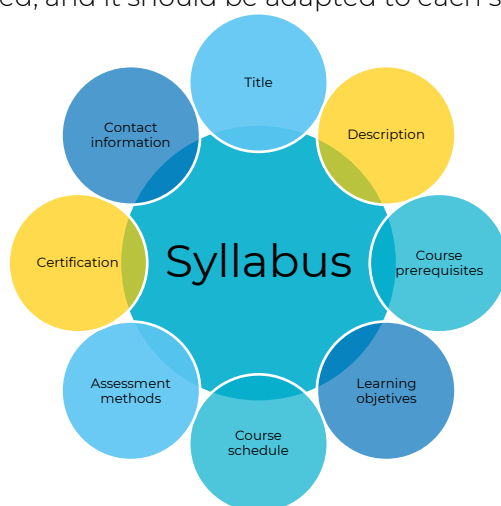 ed, and it should be adapted to each s
Title
Description
Course
prerequisites
Learning
objetives
Course
schedule
Assessment
methods
Certification
Contact
information
Syllabus